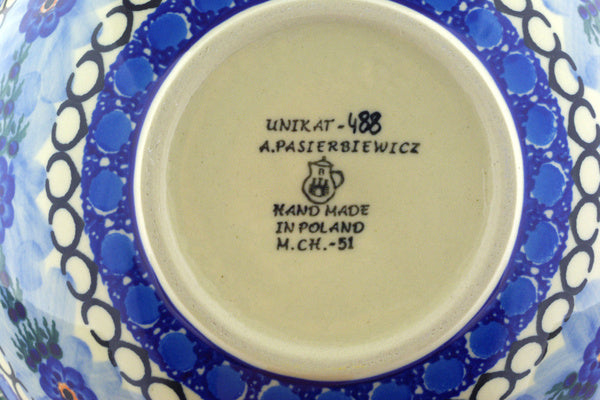 UNIKAT-488
A.PASIERBIEWICZ
HAND MADE
IN POLAND
M.CH.-51